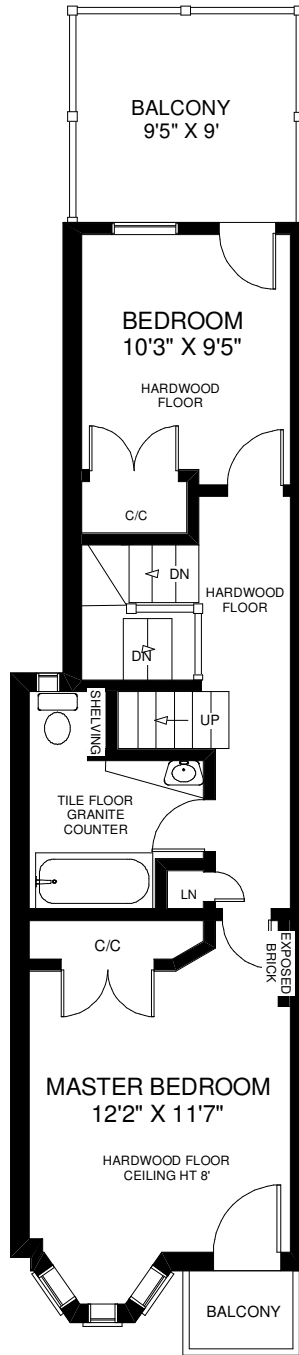 BALCONY
9'5" X 9'
BEDROOM
10'3" X 9'5"
HARDWOOD
FLOOR
C/C
DN
HARDWOOD
FLOOR
DN
SHELVING
UP
TILE FLOOR
GRANITE
COUNTER
LN
C/C
EXPOSED
BRICK
MASTER BEDROOM
12'2" X 11'7"
HARDWOOD FLOOR
CEILING HT 8'
BALCONY